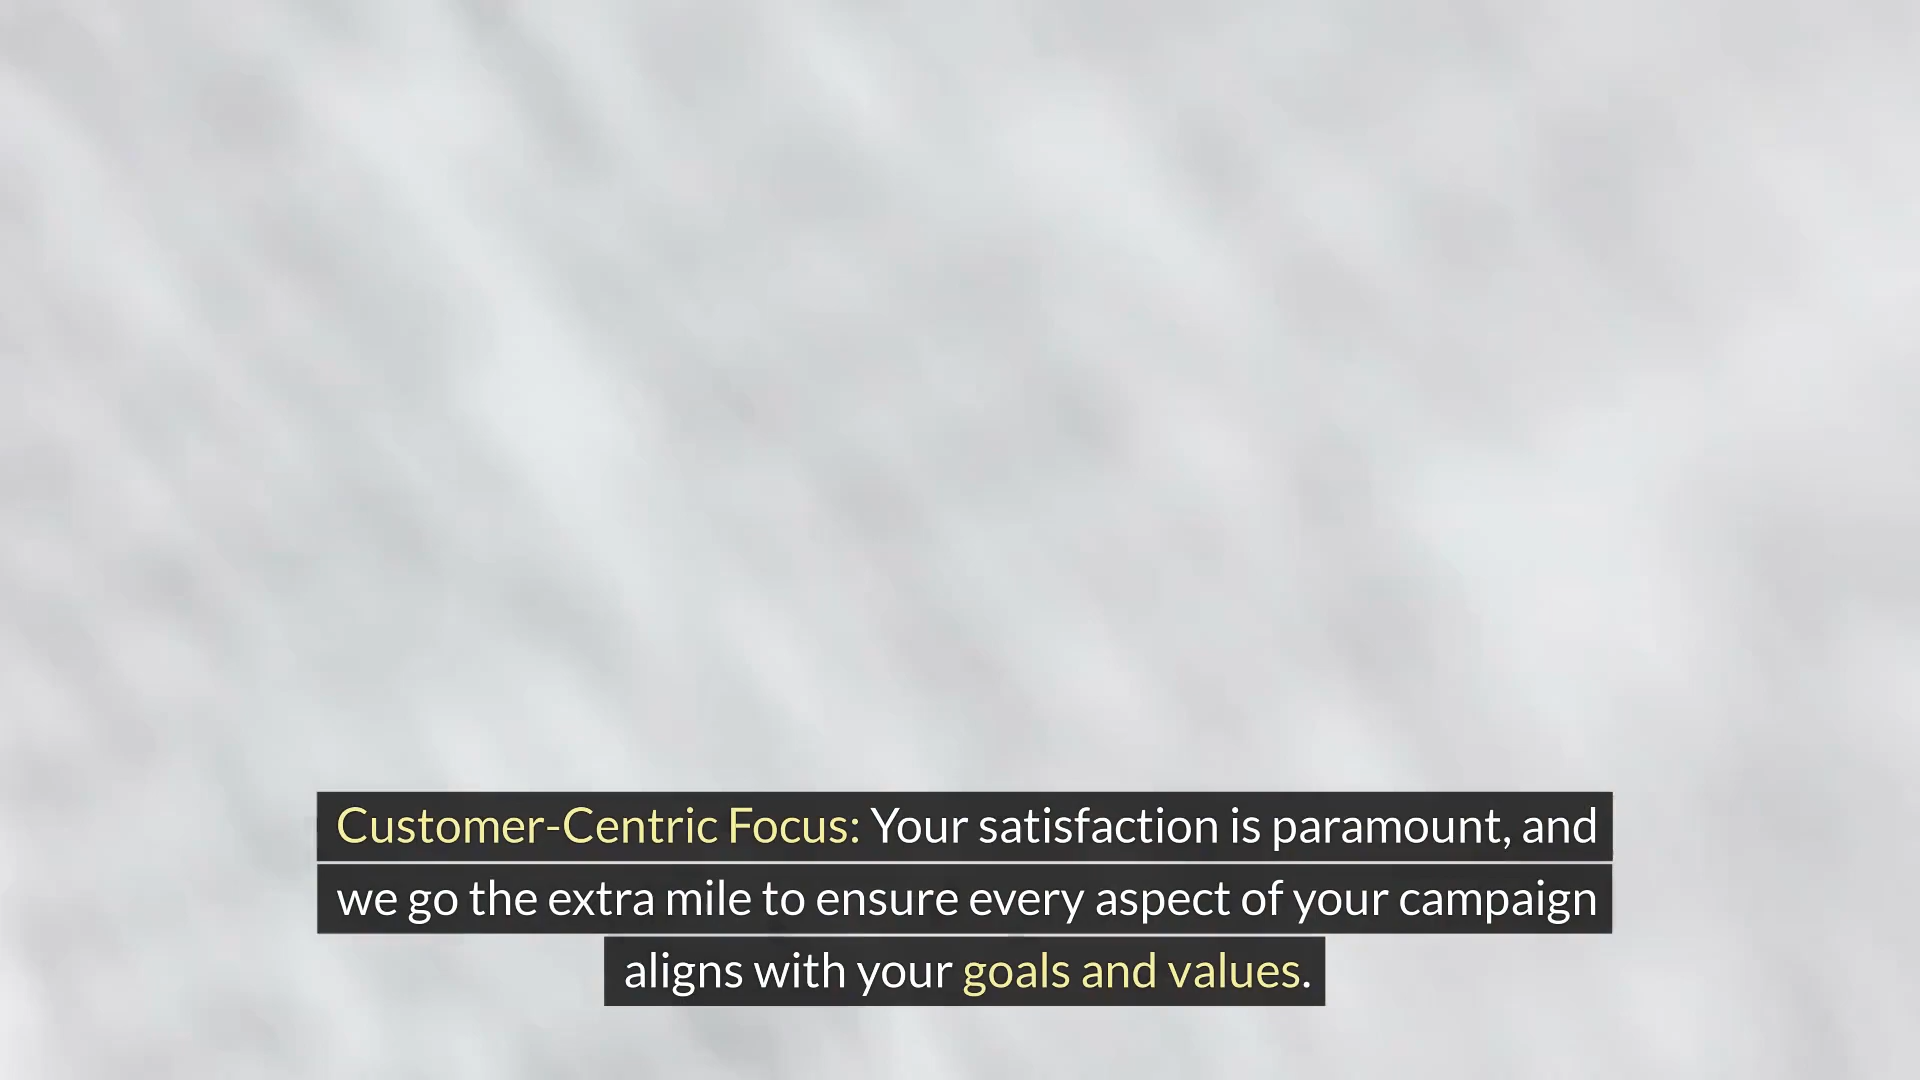 Customer-Centric Focus: Your satisfaction is paramount, and
we go the extra mile to ensure every aspect of your campaign
aligns with your goals and values.